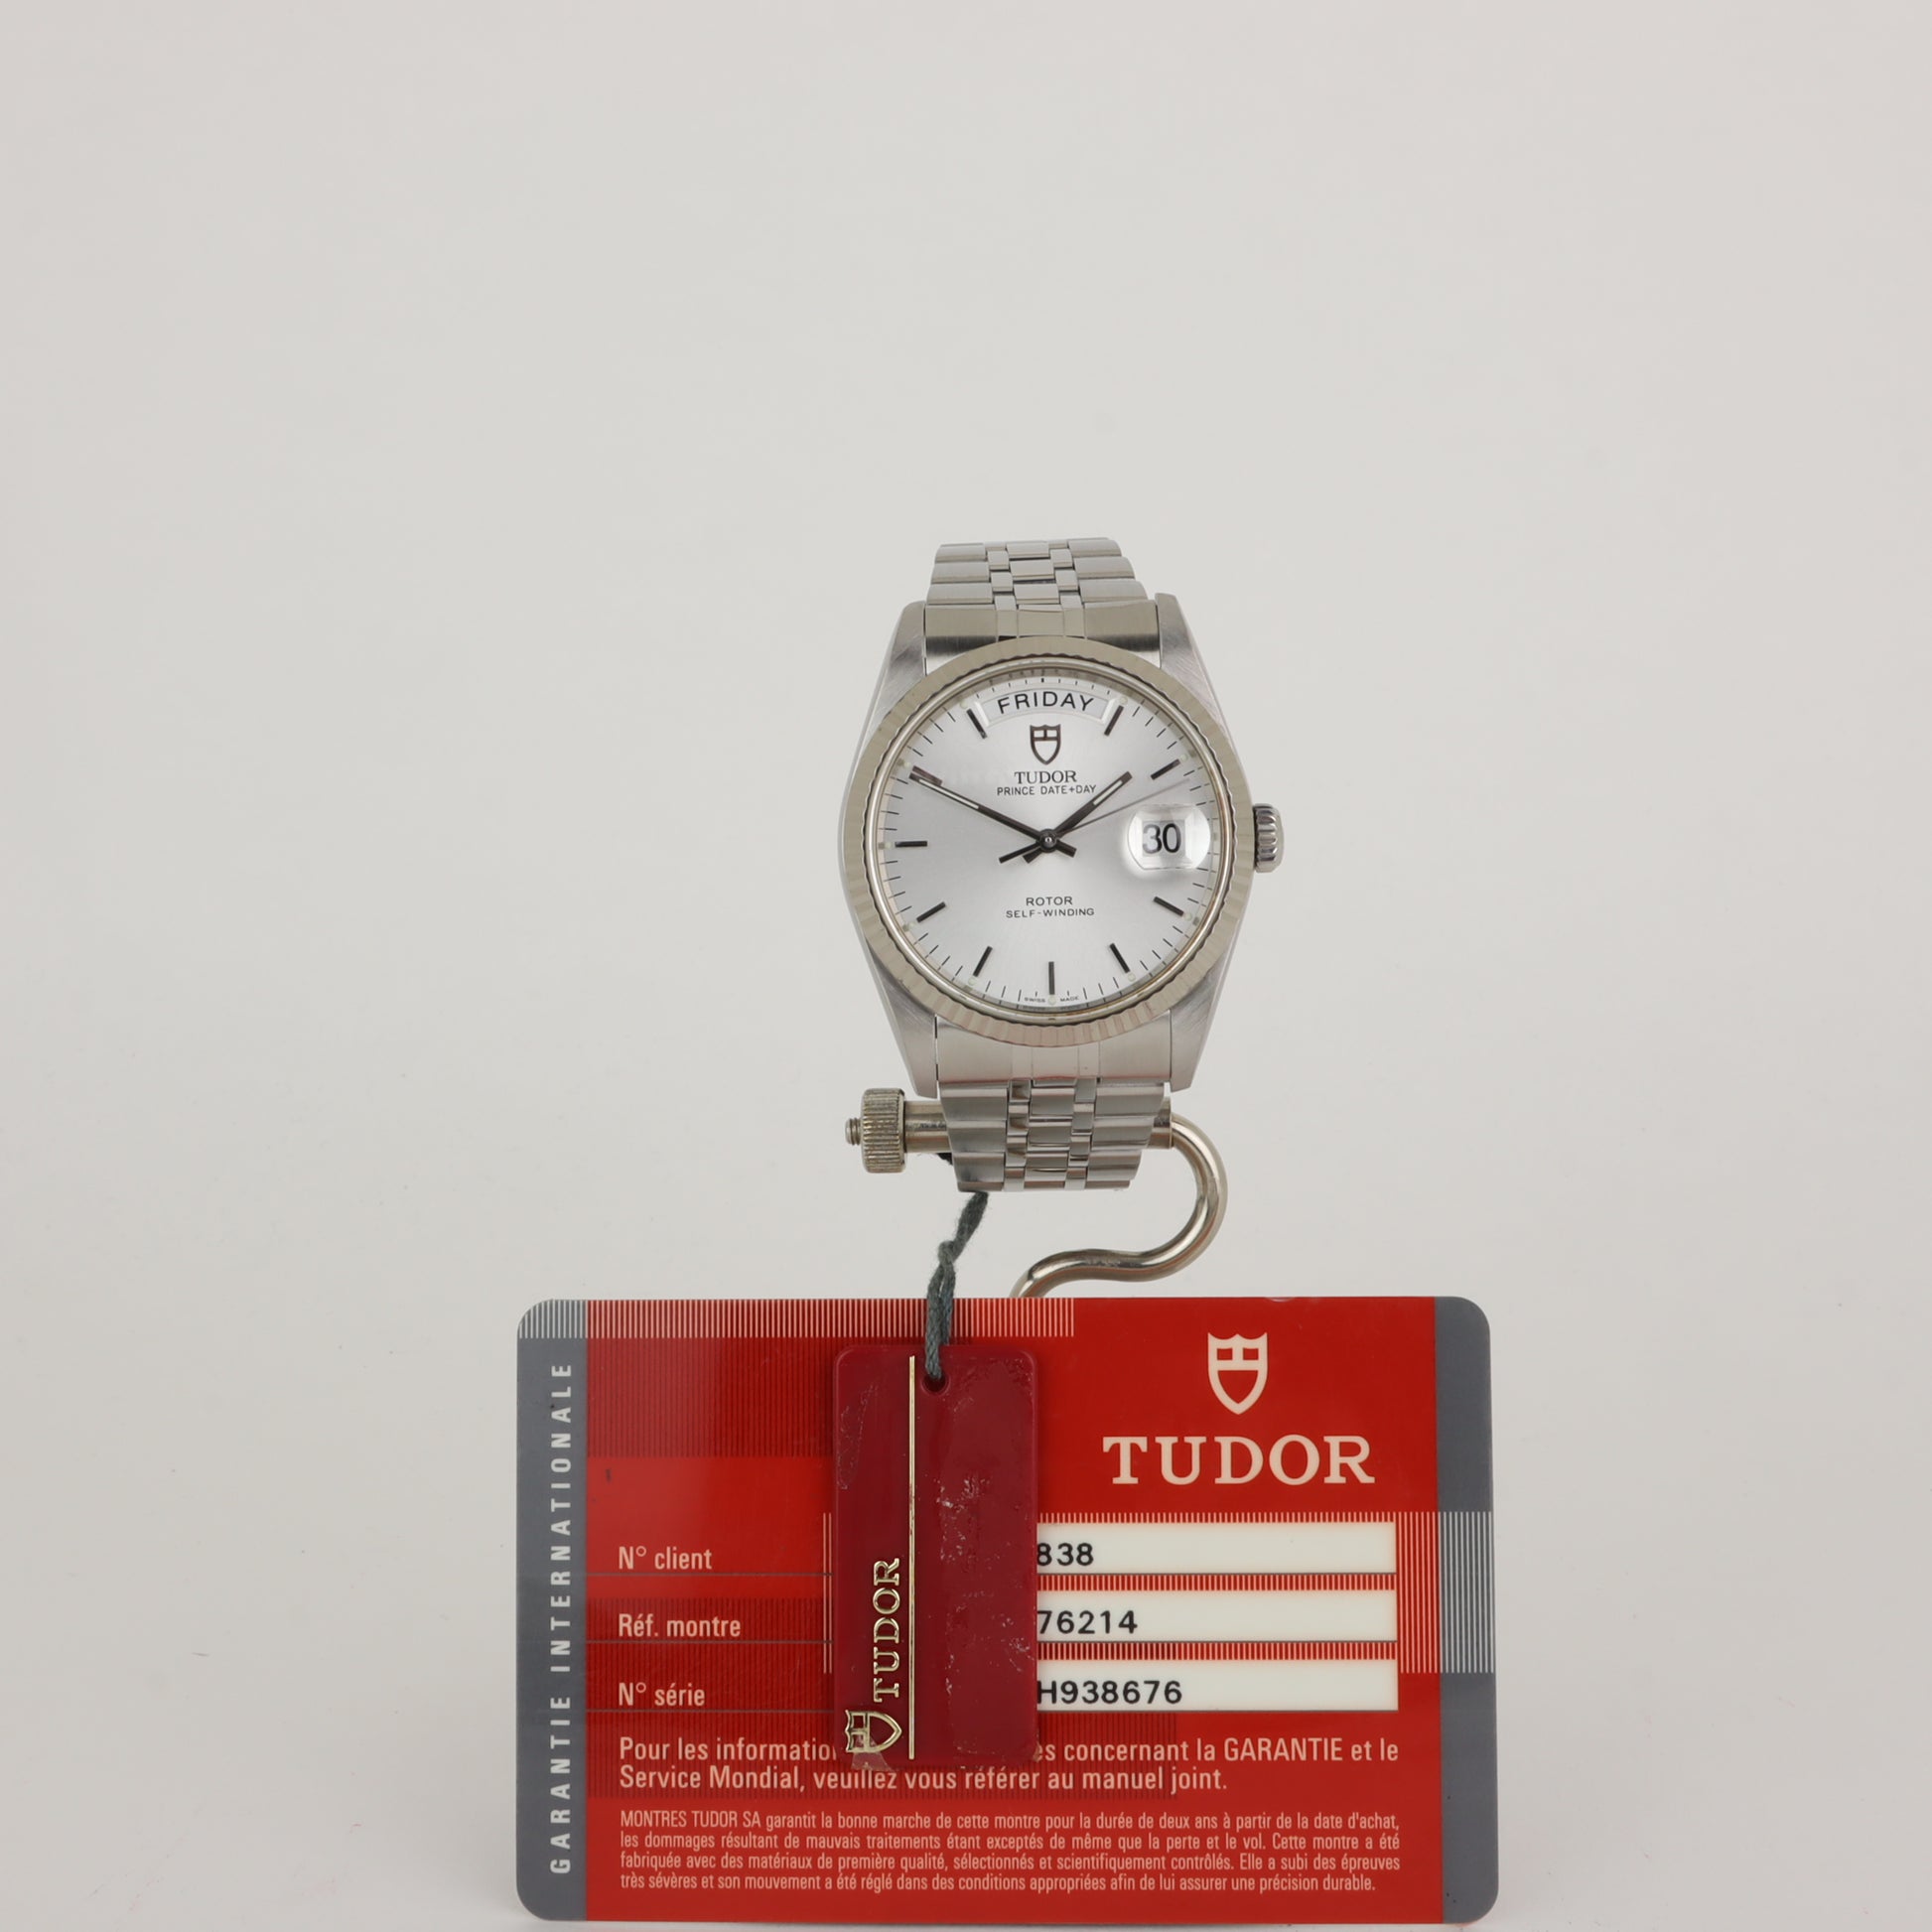 FRIDAY
TUDOR
PRINCE DATE+DAY
30
ROTOR
SELF-WINDING
SWISS MADE
GARANTIE INTERNATIONALE
TUDOR
TUDOR
N° client 838
Réf. montre 76214
N° série H938676
Pour les informatio es concernant la GARANTIE et le
Service Mondial, veuillez vous référer au manuel joint.
MONTRES TUDOR SA garantit la bonne marche de cette montre pour la durée de deux ans à partir de la date d'achat,
les dommages résultant de mauvais traitements étant exceptés de même que la perte et le vol. Cette montre a été
fabriquée avec des matériaux de première qualité, sélectionnés et scientifiquement contrôlés. Elle a subi des épreuves
très sévères et son mouvement a été réglé dans des conditions appropriées afin de lui assurer une précision durable.